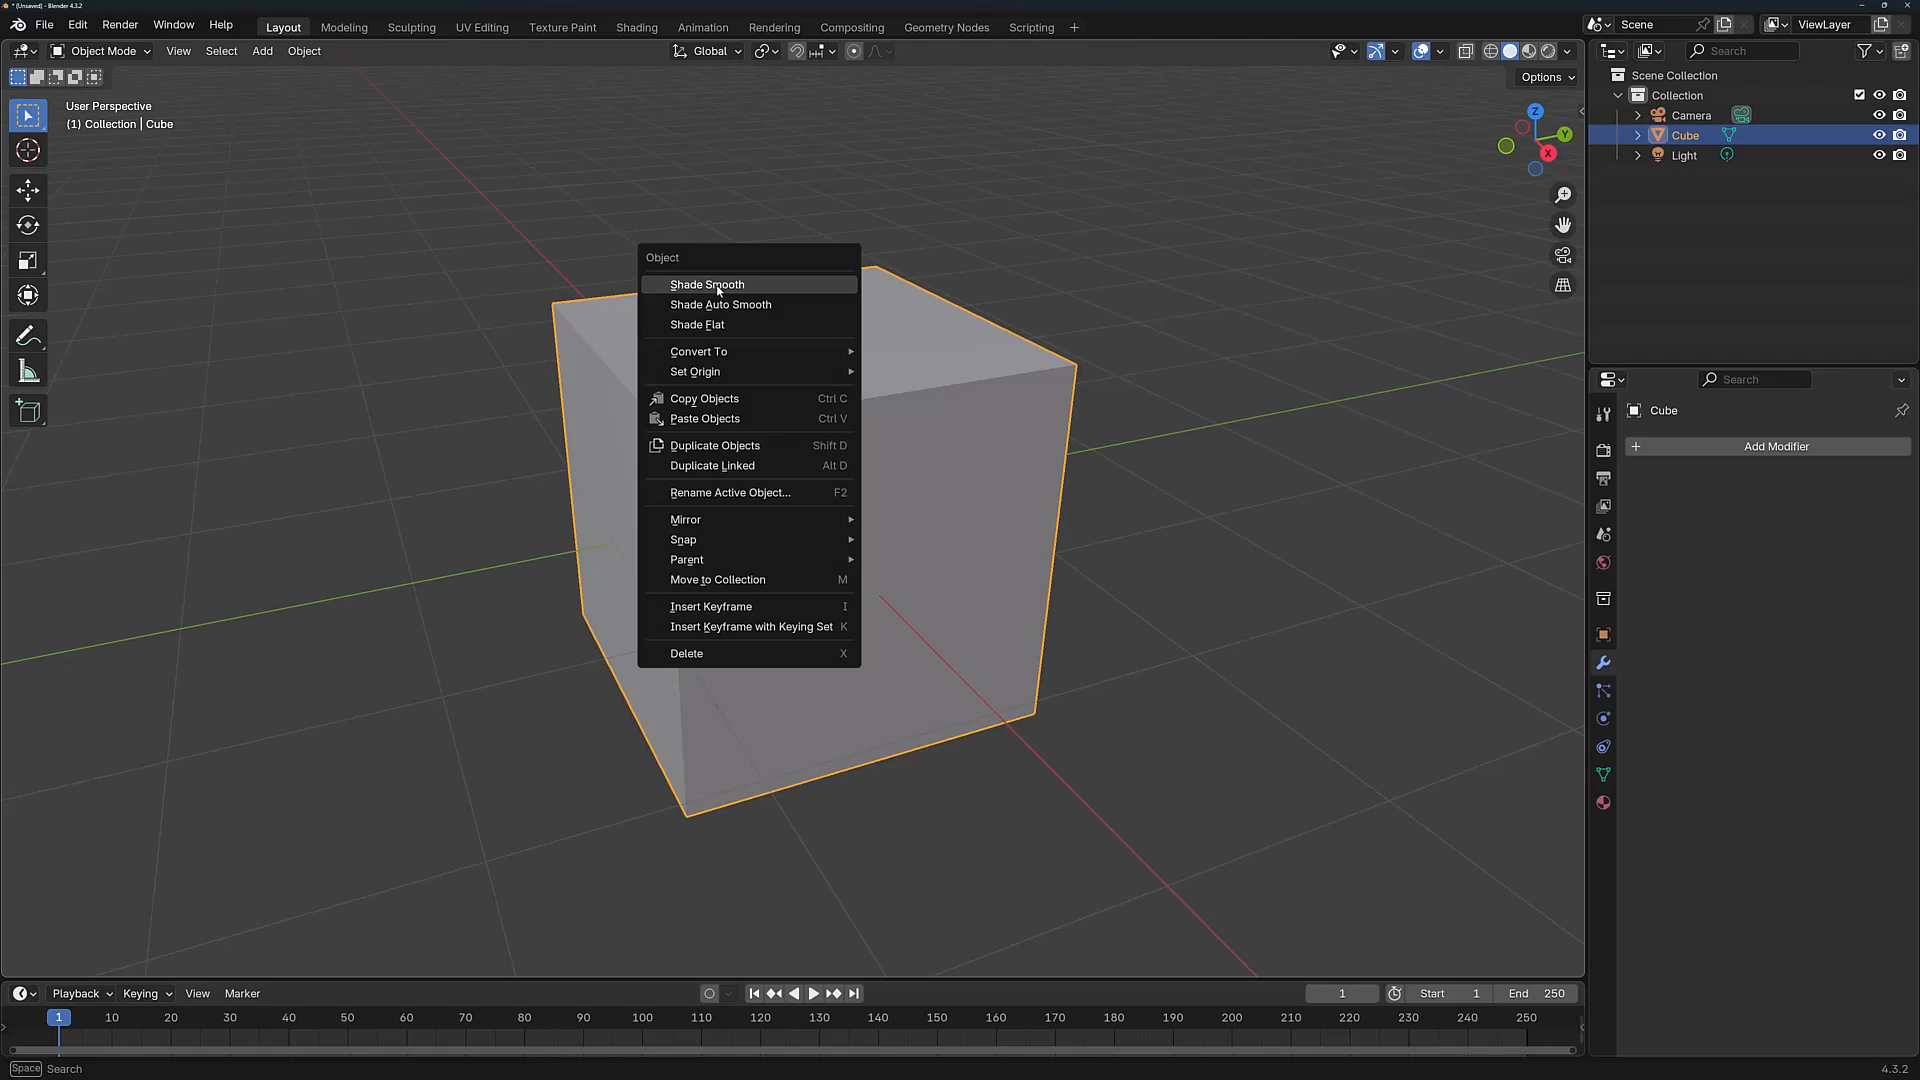 * (Unsaved) - Blender 4.3.2
File Edit Render Window Help Layout Modeling Sculpting UV Editing Texture Paint Shading Animation Rendering Compositing Geometry Nodes Scripting + Scene ViewLayer
Object Mode View Select Add Object Global Search
Options
User Perspective
(1) Collection | Cube
Z
Y
X
Scene Collection
Collection
Camera
Cube
Light
Object
Shade Smooth
Shade Auto Smooth
Shade Flat
Convert To
Set Origin
Copy Objects Ctrl C
Paste Objects Ctrl V
Duplicate Objects Shift D
Duplicate Linked Alt D
Rename Active Object... F2
Mirror
Snap
Parent
Move to Collection M
Insert Keyframe I
Insert Keyframe with Keying Set K
Delete X
Search
Cube
+ Add Modifier
Playback Keying View Marker 1 Start 1 End 250
1 10 20 30 40 50 60 70 80 90 100 110 120 130 140 150 160 170 180 190 200 210 220 230 240 250
Space Search 4.3.2